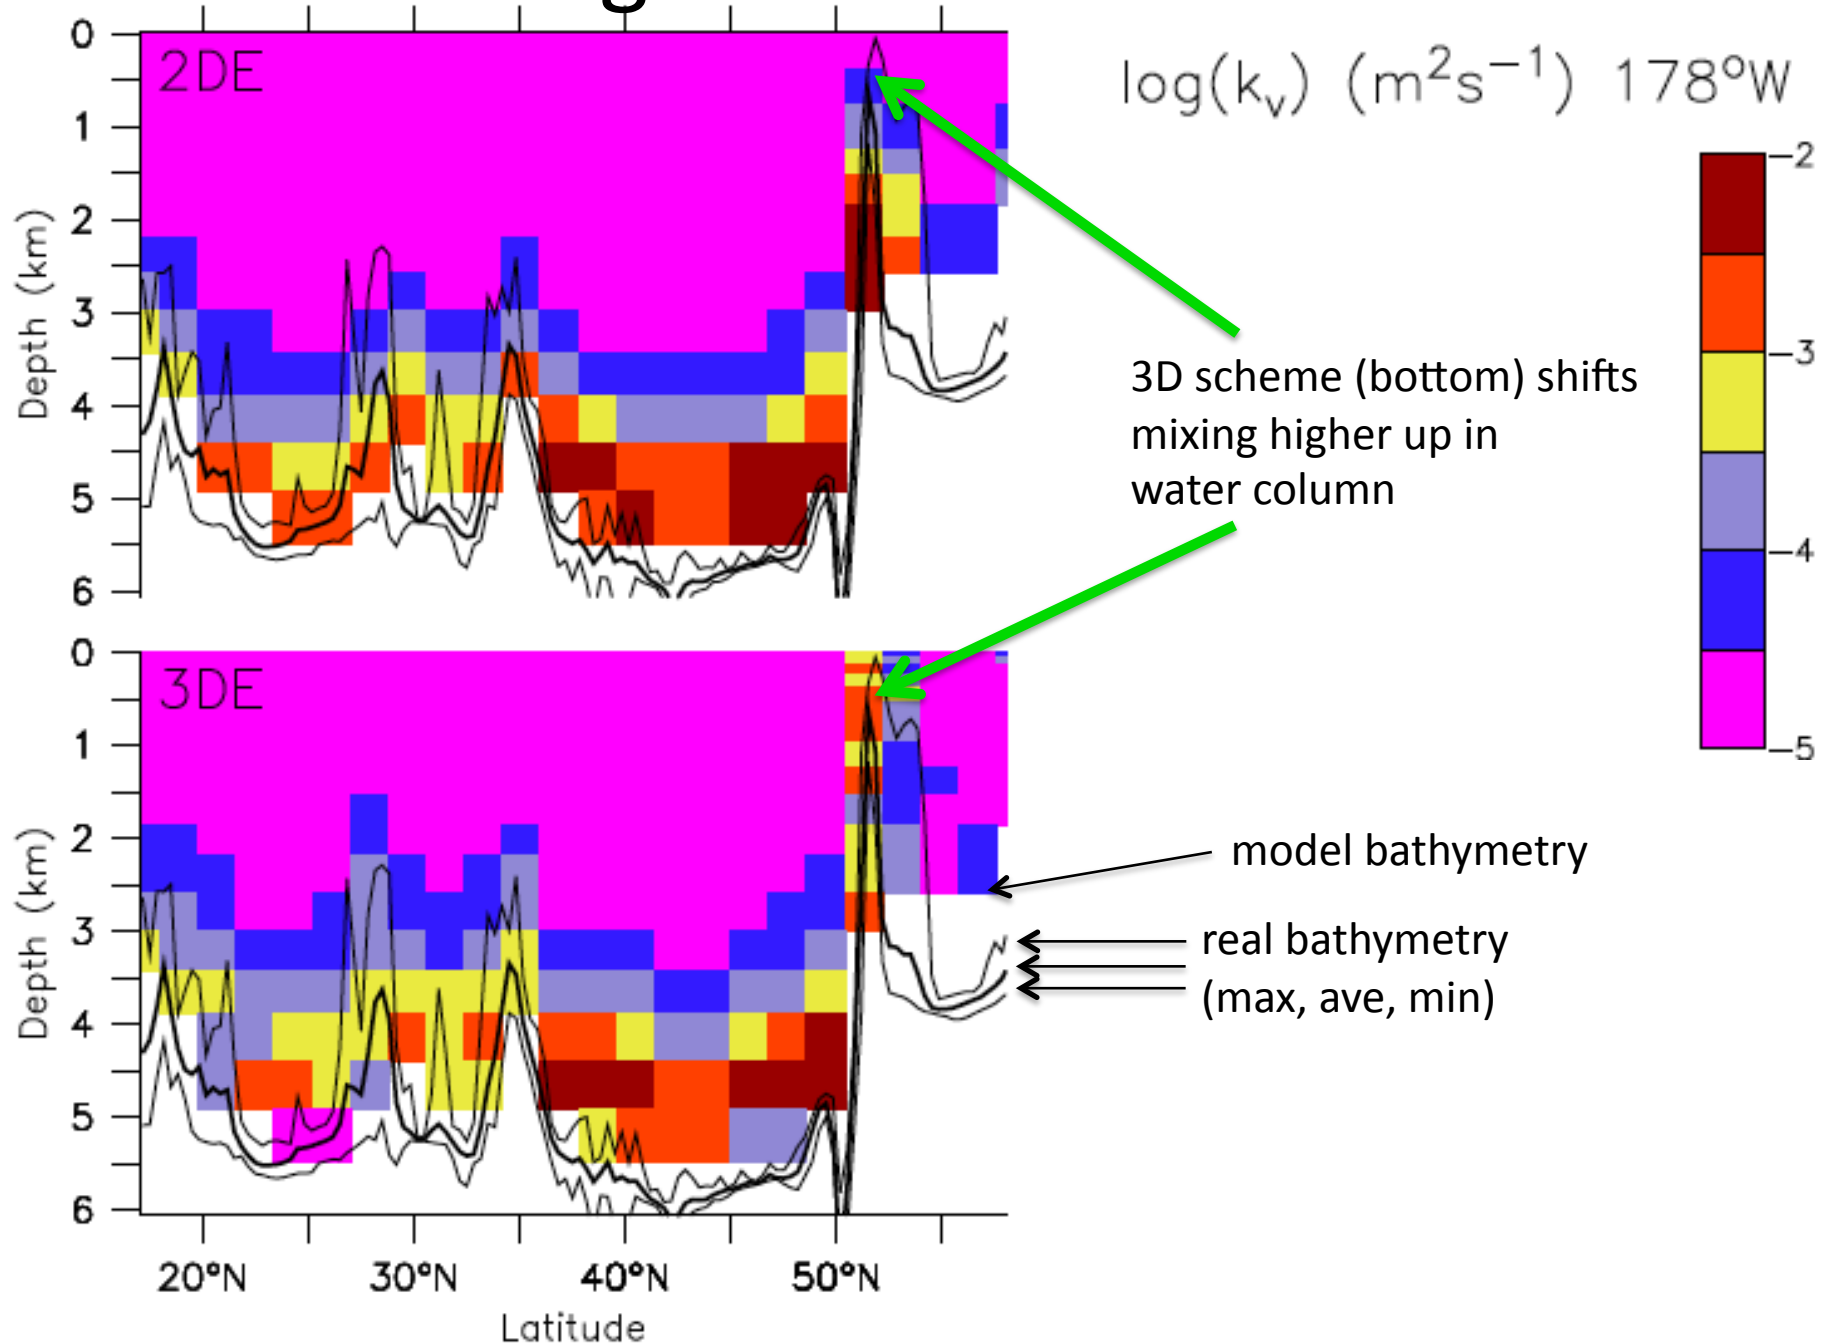 2DE
log(kᵥ) (m²s⁻¹) 178°W
0
1
2
3
4
5
6
Depth (km)
−2
−3
−4
−5
3D scheme (bottom) shifts
mixing higher up in
water column
3DE
0
1
2
3
4
5
6
Depth (km)
model bathymetry
real bathymetry
(max, ave, min)
20°N 30°N 40°N 50°N
Latitude